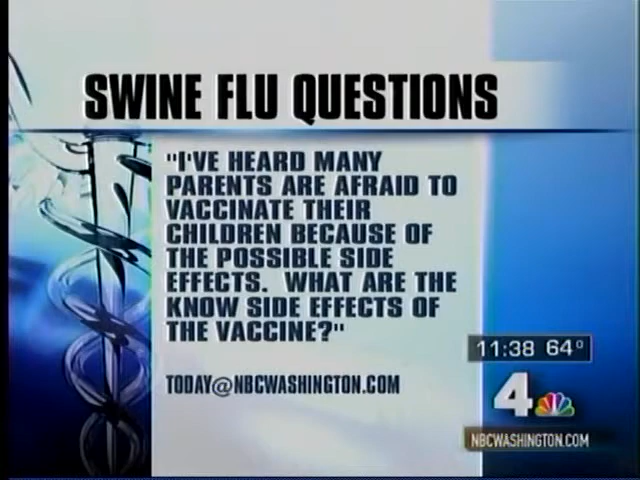 SWINE FLU QUESTIONS
"I'VE HEARD MANY
PARENTS ARE AFRAID TO
VACCINATE THEIR
CHILDREN BECAUSE OF
THE POSSIBLE SIDE
EFFECTS. WHAT ARE THE
KNOW SIDE EFFECTS OF
THE VACCINE?"
TODAY@NBCWASHINGTON.COM
11:38 64°
4
NBCWASHINGTON.COM